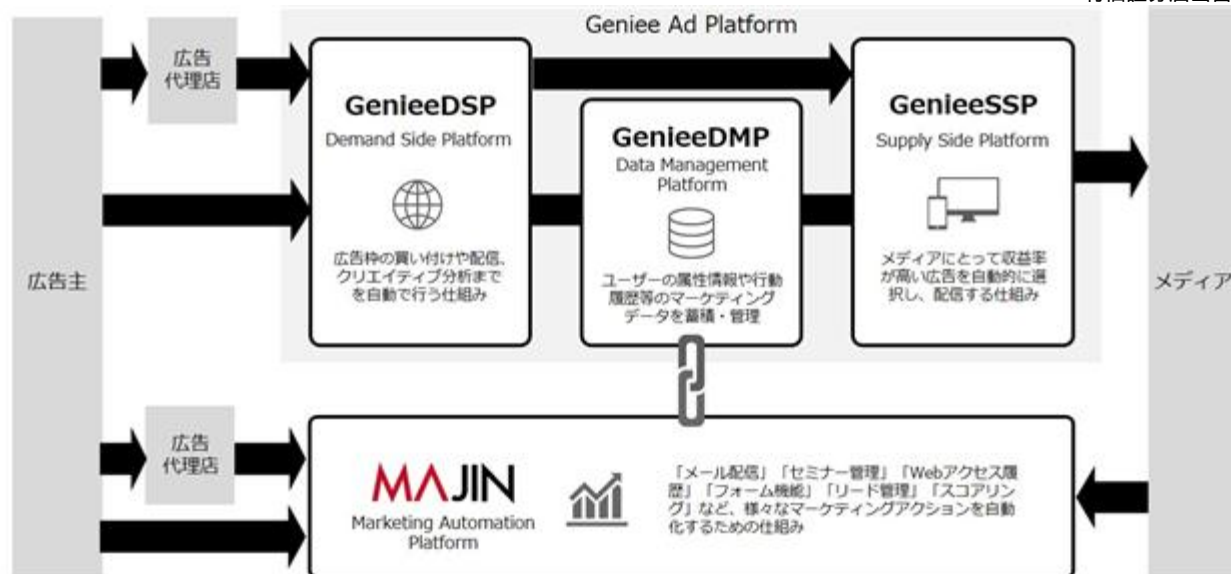 Geniee Ad Platform
広告
代理店
GenieeDSP
Demand Side Platform
広告枠の買い付けや配信、
クリエイティブ分析まで
を自動で行う仕組み
GenieeDMP
Data Management
Platform
ユーザーの属性情報や行動
履歴等のマーケティング
データを蓄積・管理
GenieeSSP
Supply Side Platform
メディアにとって収益率
が高い広告を自動的に選
択し、配信する仕組み
広告主
メディア
広告
代理店
MAJIN
Marketing Automation
Platform
「メール配信」「セミナー管理」「Webアクセス履
歴」「フォーム機能」「リード管理」「スコアリン
グ」など、様々なマーケティングアクションを自動
化するための仕組み